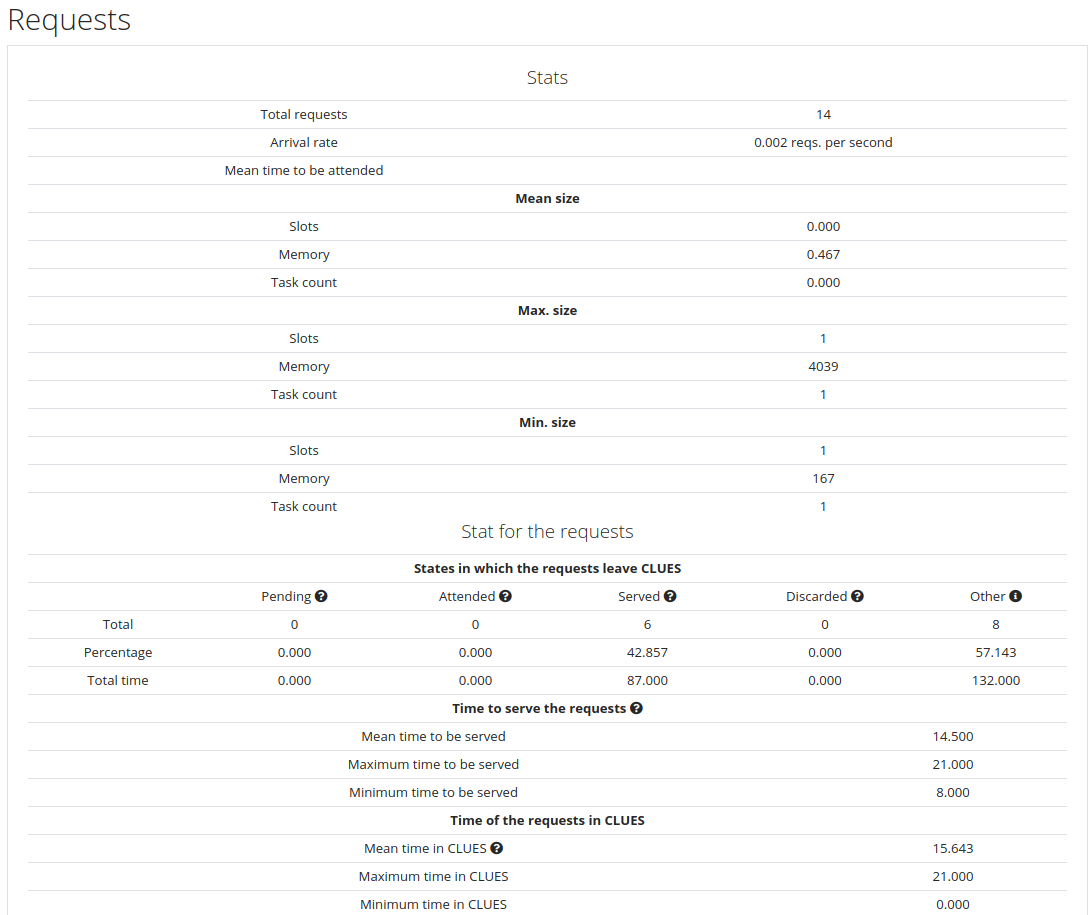 Requests
Stats
Total requests 14
Arrival rate 0.002 reqs. per second
Mean time to be attended
Mean size
Slots 0.000
Memory 0.467
Task count 0.000
Max. size
Slots 1
Memory 4039
Task count 1
Min. size
Slots 1
Memory 167
Task count 1
Stat for the requests
States in which the requests leave CLUES
Pending ? Attended ? Served ? Discarded ? Other i
Total 0 0 6 0 8
Percentage 0.000 0.000 42.857 0.000 57.143
Total time 0.000 0.000 87.000 0.000 132.000
Time to serve the requests ?
Mean time to be served 14.500
Maximum time to be served 21.000
Minimum time to be served 8.000
Time of the requests in CLUES
Mean time in CLUES ? 15.643
Maximum time in CLUES 21.000
Minimum time in CLUES 0.000